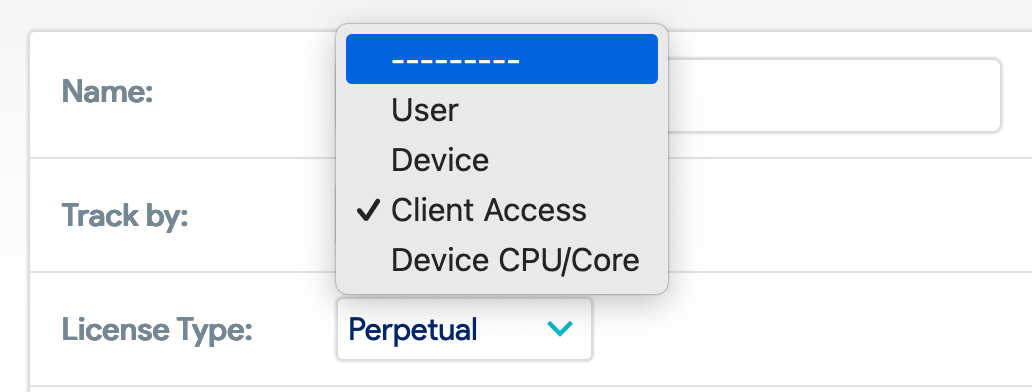 Name:
---------
User
Device
Track by:
✓ Client Access
Device CPU/Core
License Type:
Perpetual